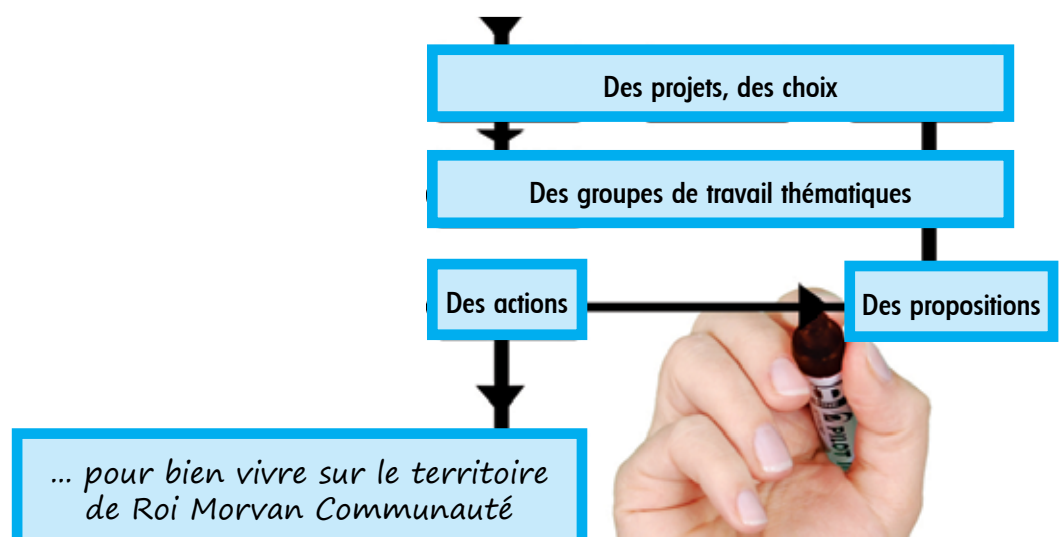 Des projets, des choix
Des groupes de travail thématiques
Des actions
Des propositions
... pour bien vivre sur le territoire
de Roi Morvan Communauté
PILOT